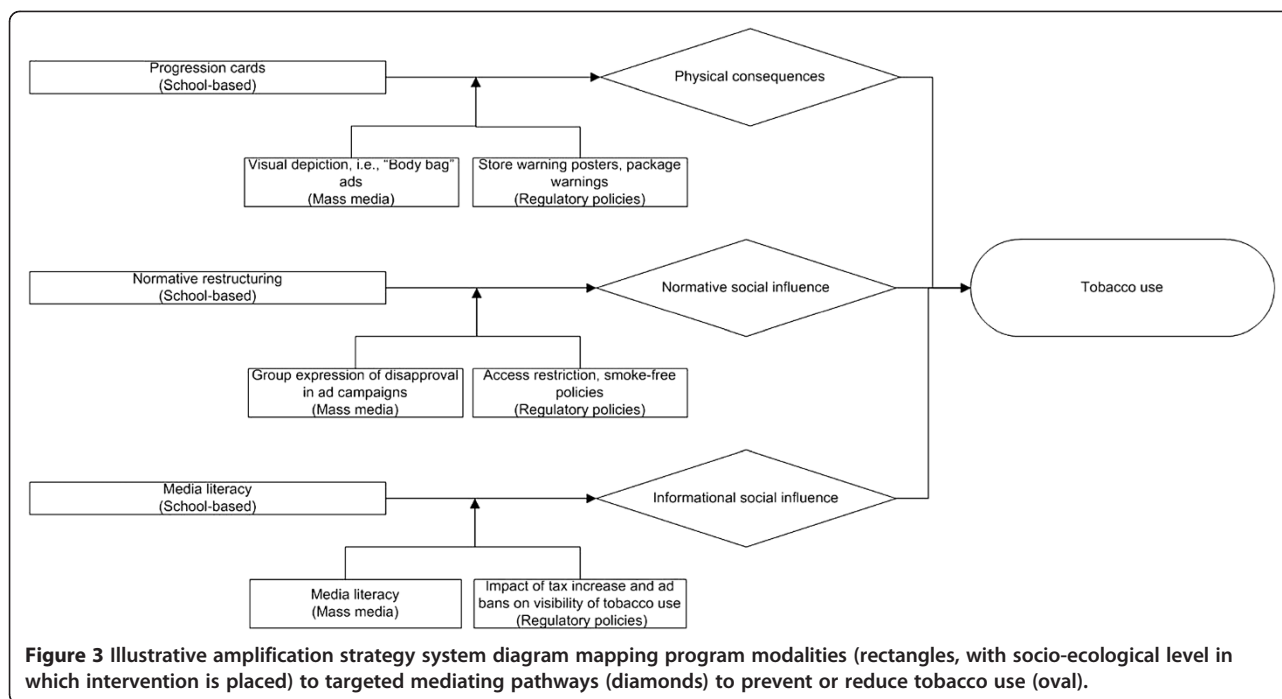 Progression cards
(School-based)
Physical consequences
Visual depiction, i.e., “Body bag”
ads
(Mass media)
Store warning posters, package
warnings
(Regulatory policies)
Normative restructuring
(School-based)
Normative social influence
Tobacco use
Group expression of disapproval
in ad campaigns
(Mass media)
Access restriction, smoke-free
policies
(Regulatory policies)
Media literacy
(School-based)
Informational social influence
Media literacy
(Mass media)
Impact of tax increase and ad
bans on visibility of tobacco use
(Regulatory policies)
Figure 3 Illustrative amplification strategy system diagram mapping program modalities (rectangles, with socio-ecological level in
which intervention is placed) to targeted mediating pathways (diamonds) to prevent or reduce tobacco use (oval).